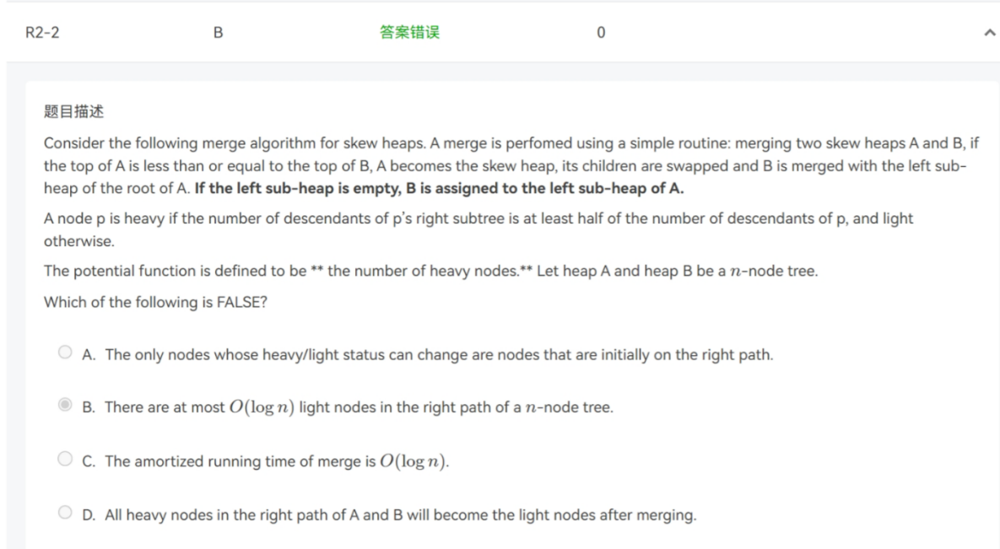 R2-2 B 答案错误 0
题目描述
Consider the following merge algorithm for skew heaps. A merge is perfomed using a simple routine: merging two skew heaps A and B, if
the top of A is less than or equal to the top of B, A becomes the skew heap, its children are swapped and B is merged with the left sub-
heap of the root of A. If the left sub-heap is empty, B is assigned to the left sub-heap of A.
A node p is heavy if the number of descendants of p's right subtree is at least half of the number of descendants of p, and light
otherwise.
The potential function is defined to be ** the number of heavy nodes.** Let heap A and heap B be a n-node tree.
Which of the following is FALSE?
A. The only nodes whose heavy/light status can change are nodes that are initially on the right path.
B. There are at most O(log n) light nodes in the right path of a n-node tree.
C. The amortized running time of merge is O(log n).
D. All heavy nodes in the right path of A and B will become the light nodes after merging.